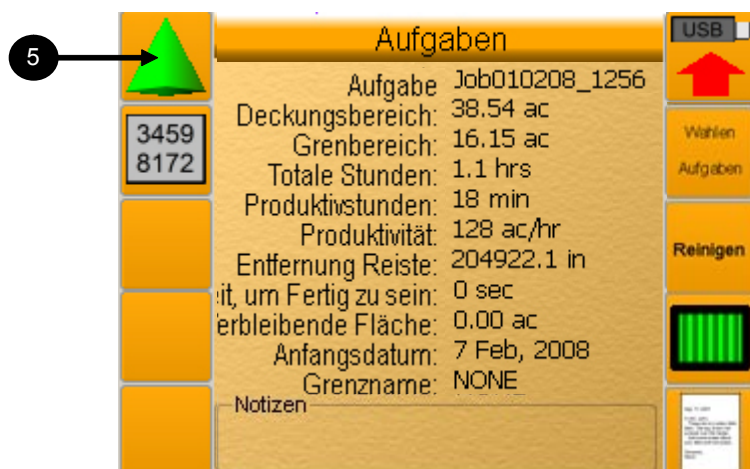 5
Aufgaben
USB
Aufgabe Job010208_1256
Deckungsbereich: 38.54 ac
Grenbereich: 16.15 ac
Totale Stunden: 1.1 hrs
Produktivstunden: 18 min
Produktivität: 128 ac/hr
Entfernung Reiste: 204922.1 in
it, um Fertig zu sein: 0 sec
erbleibende Fläche: 0.00 ac
Anfangsdatum: 7 Feb, 2008
Grenzname: NONE
Notizen
3459
8172
Wahlen
Aufgaben
Reinigen